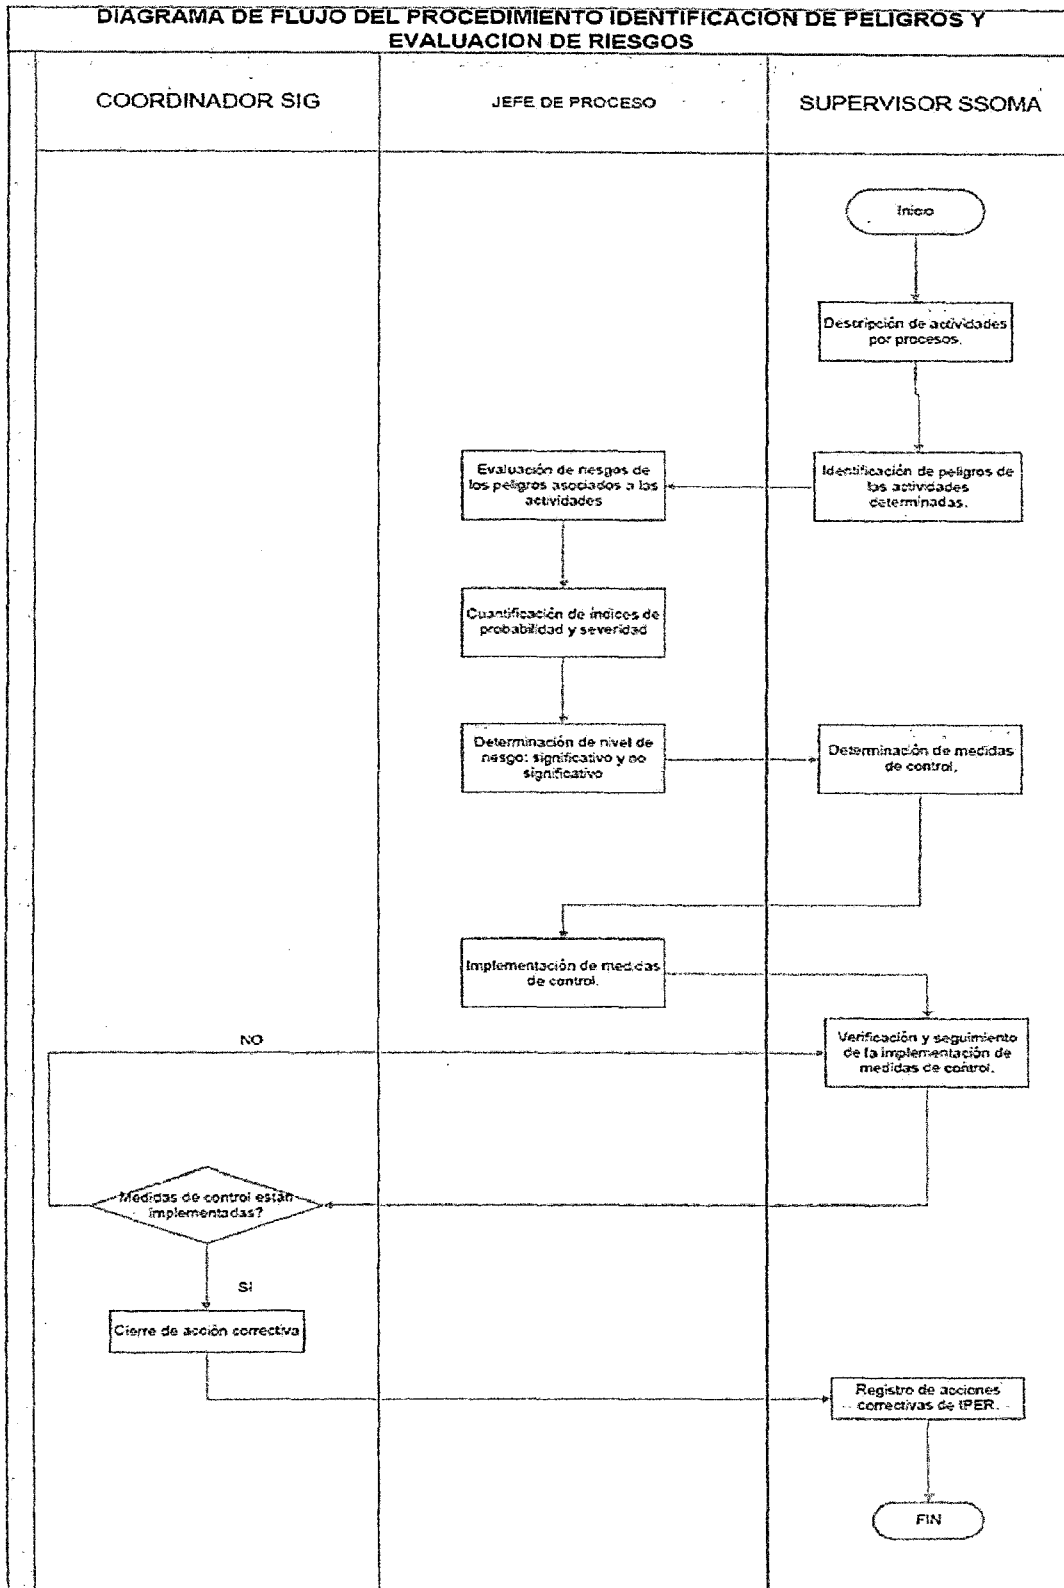 DIAGRAMA DE FLUJO DEL PROCEDIMIENTO IDENTIFICACION DE PELIGROS Y
EVALUACION DE RIESGOS
COORDINADOR SIG
JEFE DE PROCESO
SUPERVISOR SSOMA
Inicio
Descripción de actividades
por procesos.
Identificación de peligros de
las actividades
determinadas.
Evaluación de riesgos de
los peligros asociados a las
actividades
Cuantificación de índices de
probabilidad y severidad
Determinación de nivel de
riesgo: significativo y no
significativo
Determinación de medidas
de control.
Implementación de medidas
de control.
Verificación y seguimiento
de la implementación de
medidas de control.
NO
Medidas de control están
implementadas?
SI
Cierre de acción correctiva
Registro de acciones
correctivas de IPER.
FIN